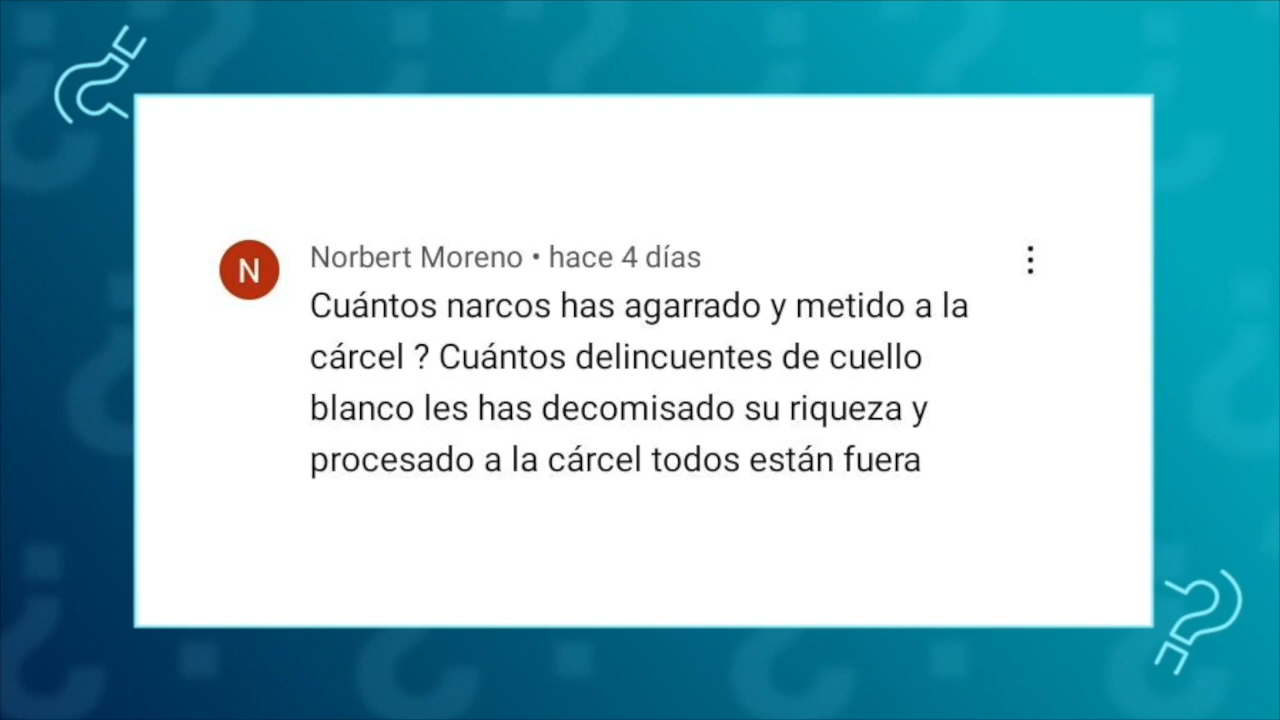 N
Norbert Moreno • hace 4 días
Cuántos narcos has agarrado y metido a la
cárcel ? Cuántos delincuentes de cuello
blanco les has decomisado su riqueza y
procesado a la cárcel todos están fuera